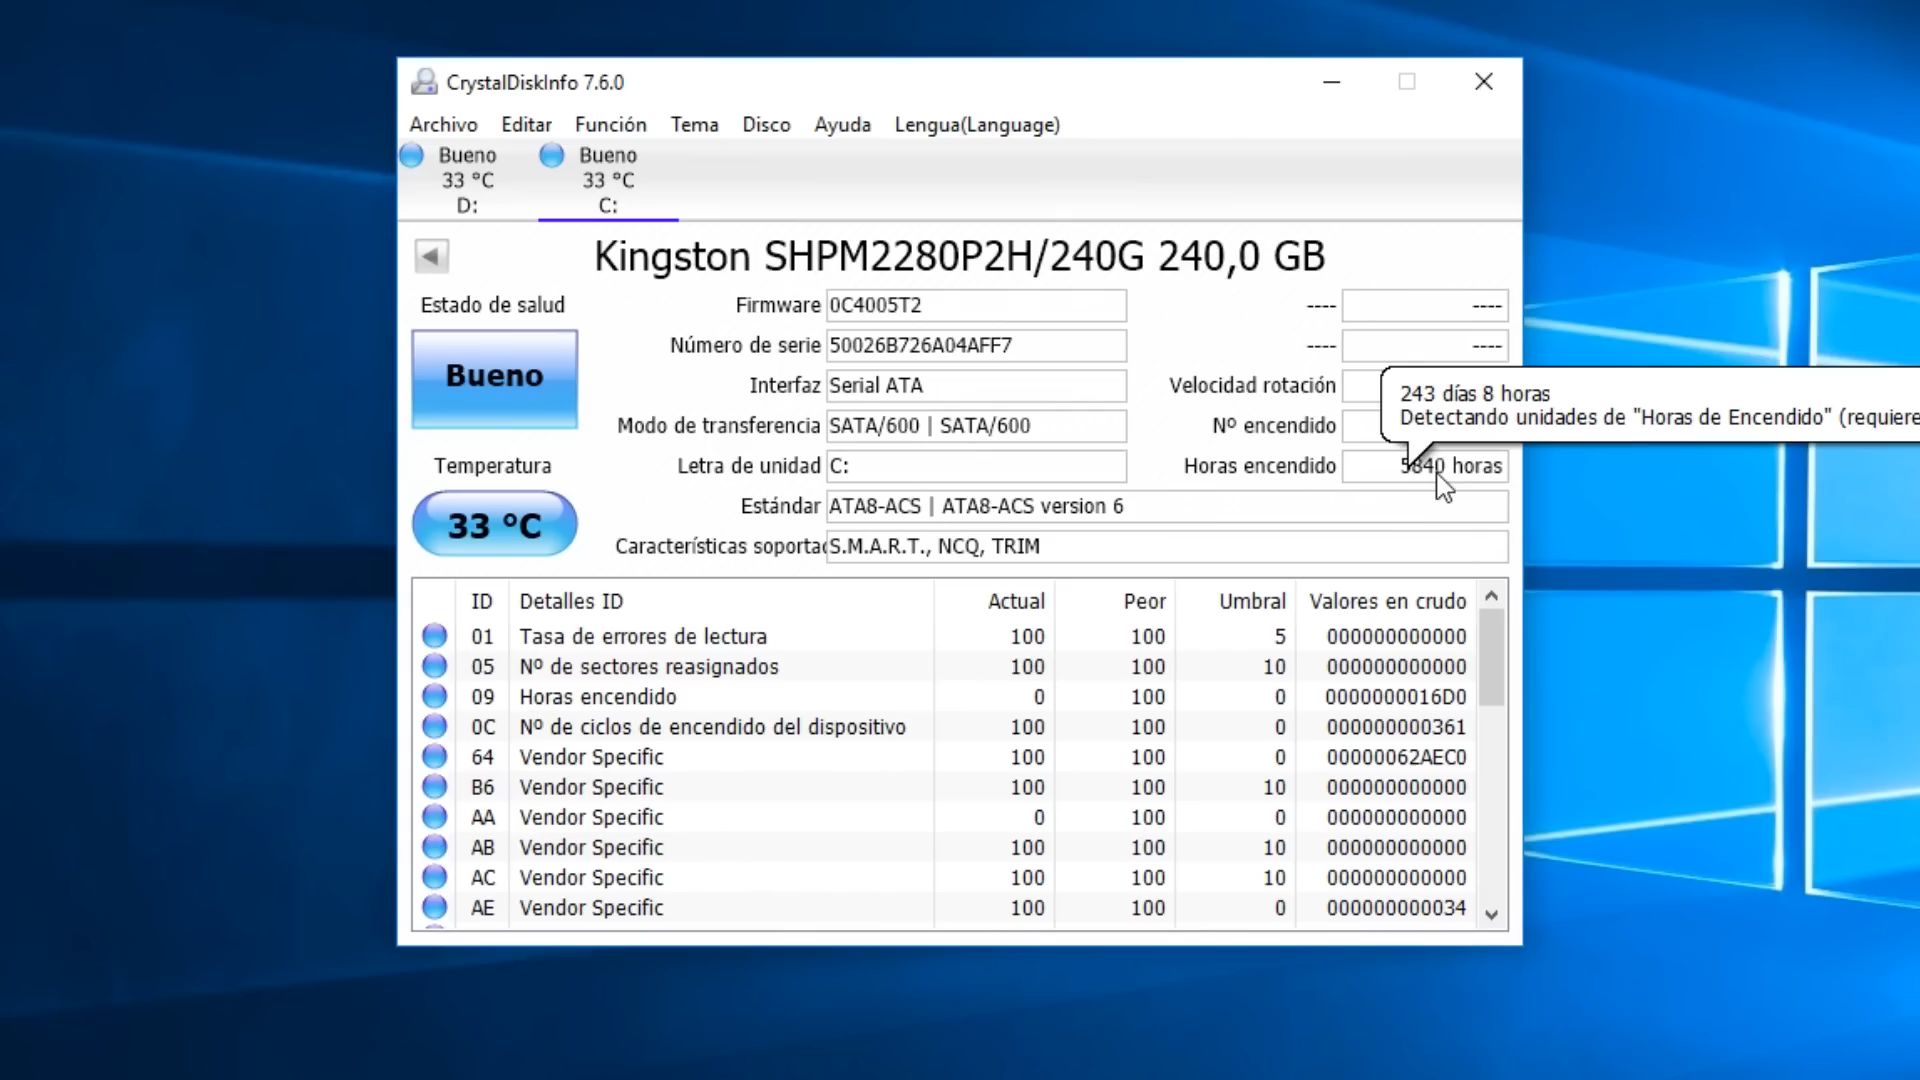 CrystalDiskInfo 7.6.0
Archivo Editar Función Tema Disco Ayuda Lengua(Language)
Bueno Bueno
33 °C 33 °C
D: C:
Kingston SHPM2280P2H/240G 240,0 GB
Estado de salud
Bueno
Temperatura
33 °C
Firmware 0C4005T2 ---- ----
Número de serie 50026B726A04AFF7 ---- ----
Interfaz Serial ATA Velocidad rotación
Modo de transferencia SATA/600 | SATA/600 Nº encendido
Letra de unidad C: Horas encendido 5840 horas
243 días 8 horas
Detectando unidades de "Horas de Encendido" (requiere
Estándar ATA8-ACS | ATA8-ACS version 6
Características soportad S.M.A.R.T., NCQ, TRIM
ID Detalles ID Actual Peor Umbral Valores en crudo
01 Tasa de errores de lectura 100 100 5 000000000000
05 Nº de sectores reasignados 100 100 10 000000000000
09 Horas encendido 0 100 0 0000000016D0
0C Nº de ciclos de encendido del dispositivo 100 100 0 000000000361
64 Vendor Specific 100 100 0 00000062AEC0
B6 Vendor Specific 100 100 10 000000000000
AA Vendor Specific 0 100 0 000000000000
AB Vendor Specific 100 100 10 000000000000
AC Vendor Specific 100 100 10 000000000000
AE Vendor Specific 100 100 0 000000000034